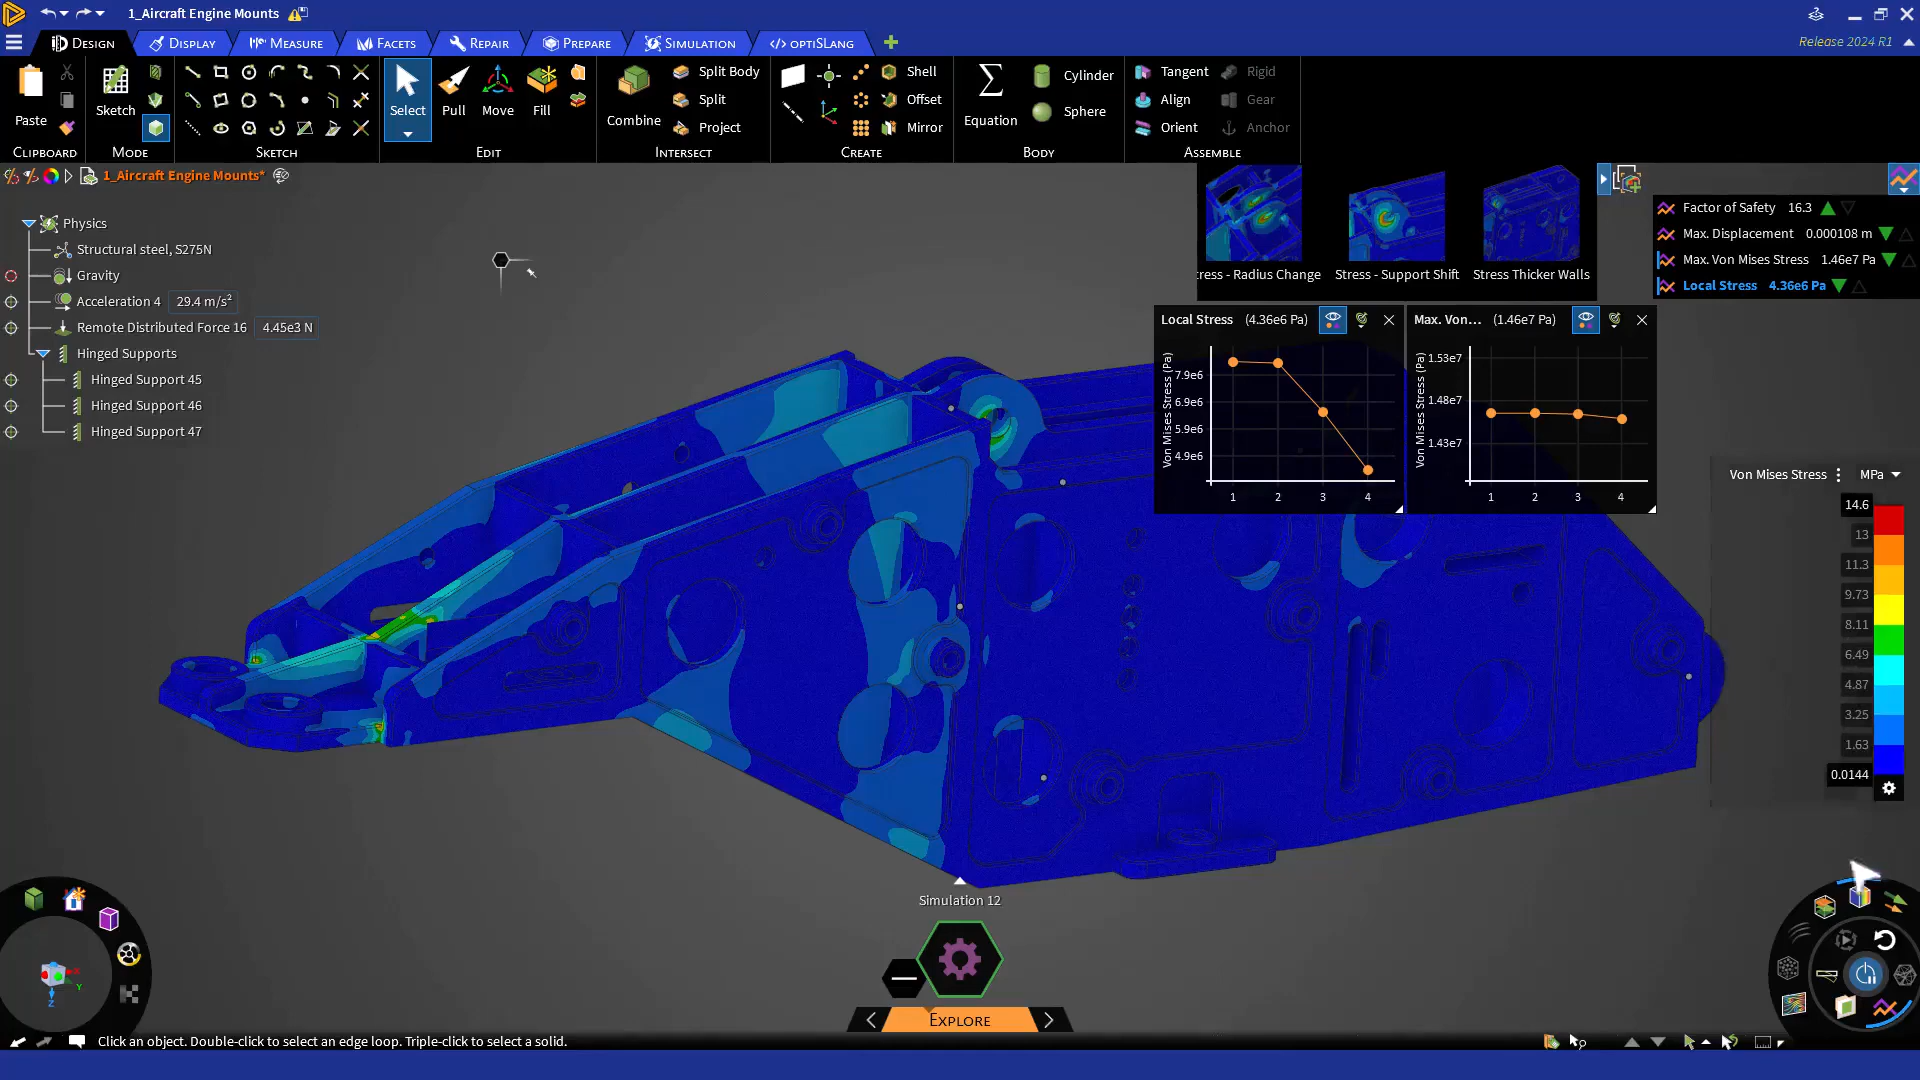 1_Aircraft Engine Mounts
DESIGN
DISPLAY
MEASURE
FACETS
REPAIR
PREPARE
SIMULATION
OPTISLANG
Release 2024 R1
Paste
Sketch
Select
Pull
Move
Fill
Combine
Split Body
Split
Project
Shell
Offset
Mirror
Equation
Cylinder
Sphere
Tangent
Align
Orient
Rigid
Gear
Anchor
CLIPBOARD
MODE
SKETCH
EDIT
INTERSECT
CREATE
BODY
ASSEMBLE
1_Aircraft Engine Mounts*
Physics
Structural steel, S275N
Gravity
Acceleration 4 29.4 m/s²
Remote Distributed Force 16 4.45e3 N
Hinged Supports
Hinged Support 45
Hinged Support 46
Hinged Support 47
ress - Radius Change
Stress - Support Shift
Stress Thicker Walls
Factor of Safety 16.3
Max. Displacement 0.000108 m
Max. Von Mises Stress 1.46e7 Pa
Local Stress 4.36e6 Pa
Local Stress (4.36e6 Pa)
Von Mises Stress (Pa)
7.9e6
6.9e6
5.9e6
4.9e6
1 2 3 4
Max. Von... (1.46e7 Pa)
Von Mises Stress (Pa)
1.53e7
1.48e7
1.43e7
1 2 3 4
Von Mises Stress MPa
14.6
13
11.3
9.73
8.11
6.49
4.87
3.25
1.63
0.0144
X
Y
Z
Simulation 12
EXPLORE
Click an object. Double-click to select an edge loop. Triple-click to select a solid.